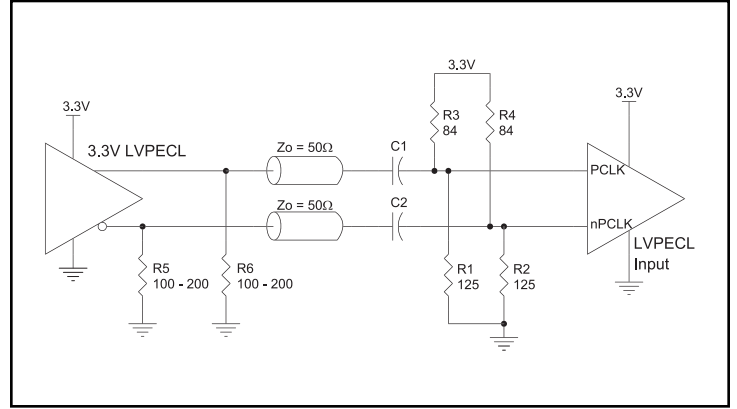 3.3V
3.3V LVPECL
Zo = 50Ω
C1
3.3V
R3
84
R4
84
3.3V
PCLK
Zo = 50Ω
C2
nPCLK
LVPECL
Input
R5
100 - 200
R6
100 - 200
R1
125
R2
125